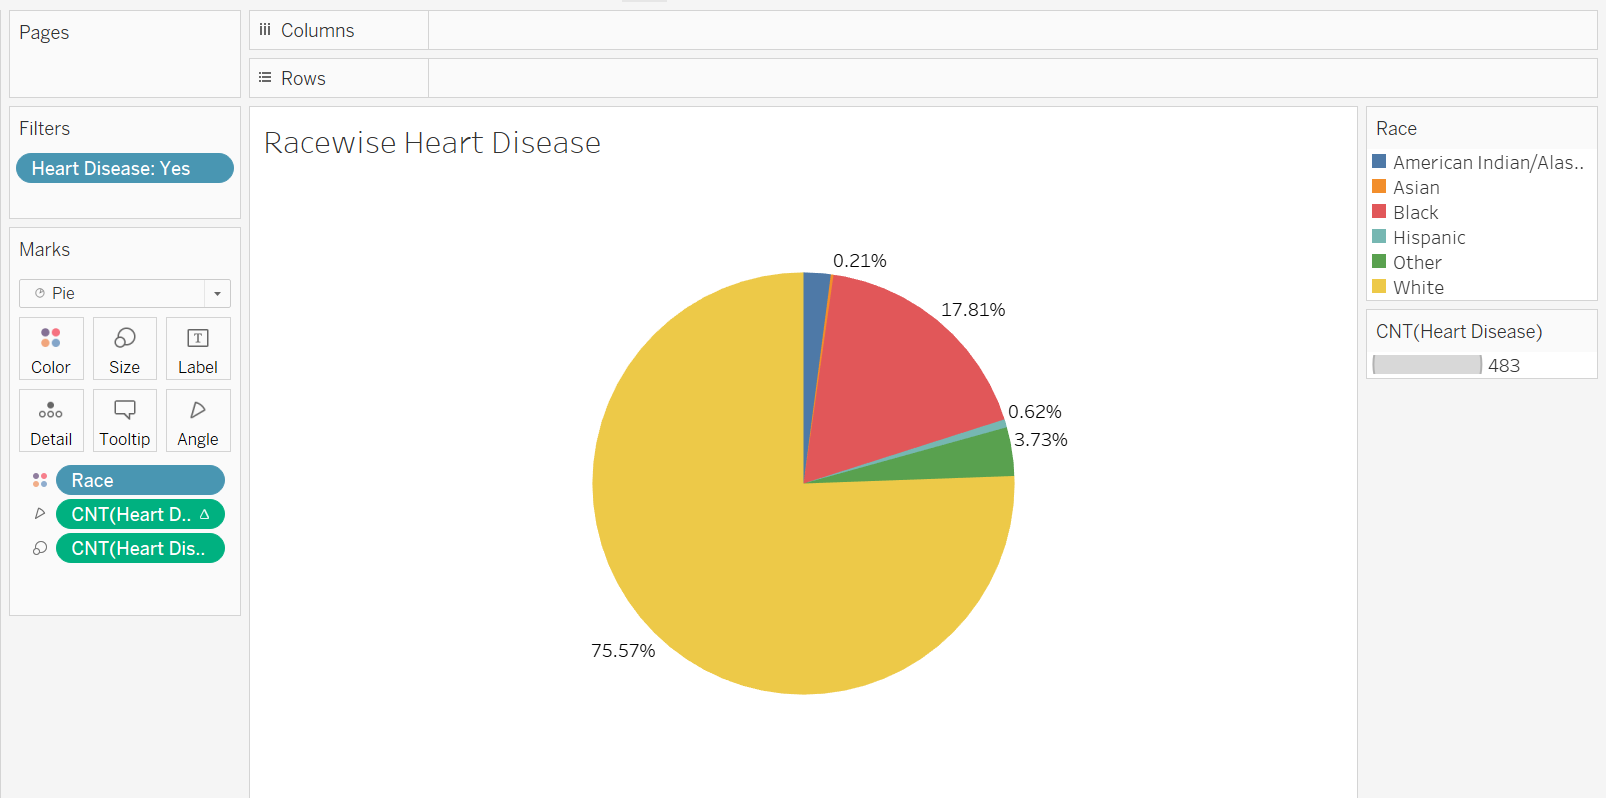 Pages
Columns
Rows
Filters
Heart Disease: Yes
Marks
Pie
Color
Size
T
Label
Detail
Tooltip
Angle
Race
CNT(Heart D..
CNT(Heart Dis..
Racewise Heart Disease
0.21%
17.81%
0.62%
3.73%
75.57%
Race
American Indian/Alas..
Asian
Black
Hispanic
Other
White
CNT(Heart Disease)
483